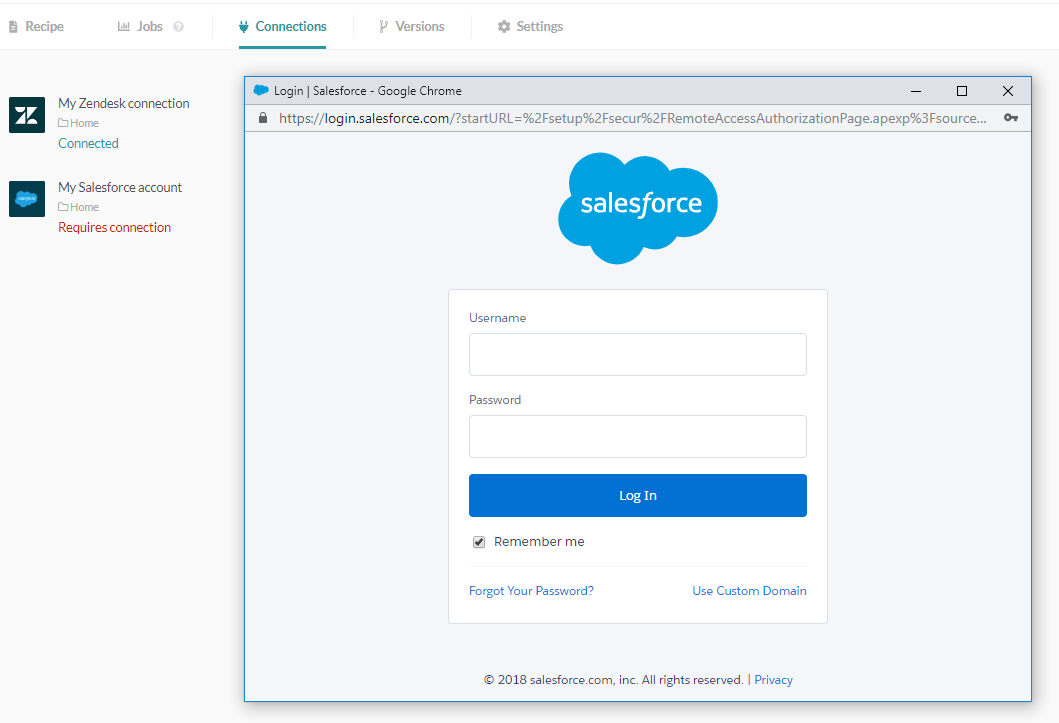 Recipe Jobs ? Connections Versions Settings
My Zendesk connection
Home
Connected
My Salesforce account
Home
Requires connection
Login | Salesforce - Google Chrome
https://login.salesforce.com/?startURL=%2Fsetup%2Fsecur%2FRemoteAccessAuthorizationPage.apexp%3Fsource...
salesforce
Username
Password
Log In
Remember me
Forgot Your Password? Use Custom Domain
© 2018 salesforce.com, inc. All rights reserved. | Privacy